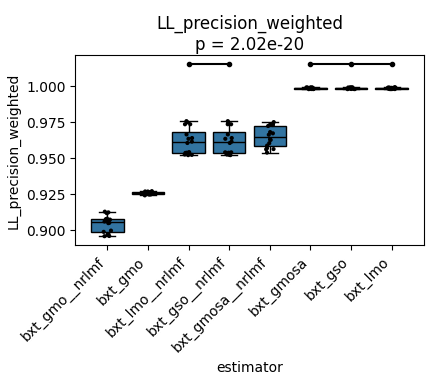 LL_precision_weighted
p = 2.02e-20
LL_precision_weighted
1.000
0.975
0.950
0.925
0.900
bxt_gmo__nrlmf
bxt_gmo
bxt_lmo__nrlmf
bxt_gso__nrlmf
bxt_gmosa__nrlmf
bxt_gmosa
bxt_gso
bxt_lmo
estimator